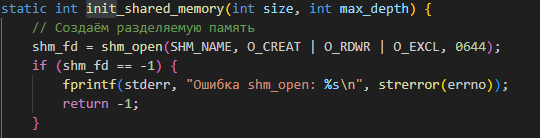 static int init_shared_memory(int size, int max_depth) {
// Создаём разделяемую память
shm_fd = shm_open(SHM_NAME, O_CREAT | O_RDWR | O_EXCL, 0644);
if (shm_fd == -1) {
fprintf(stderr, "Ошибка shm_open: %s\n", strerror(errno));
return -1;
}